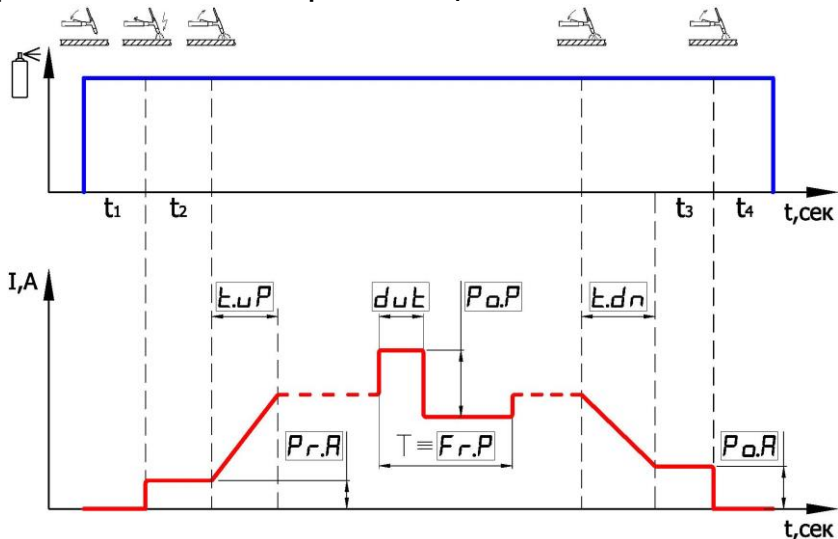 t1 t2 t3 t4 t,сек
I,A
t.uP dut Po.P t.dn
Pr.A T ≡ Fr.P Po.A
t,сек